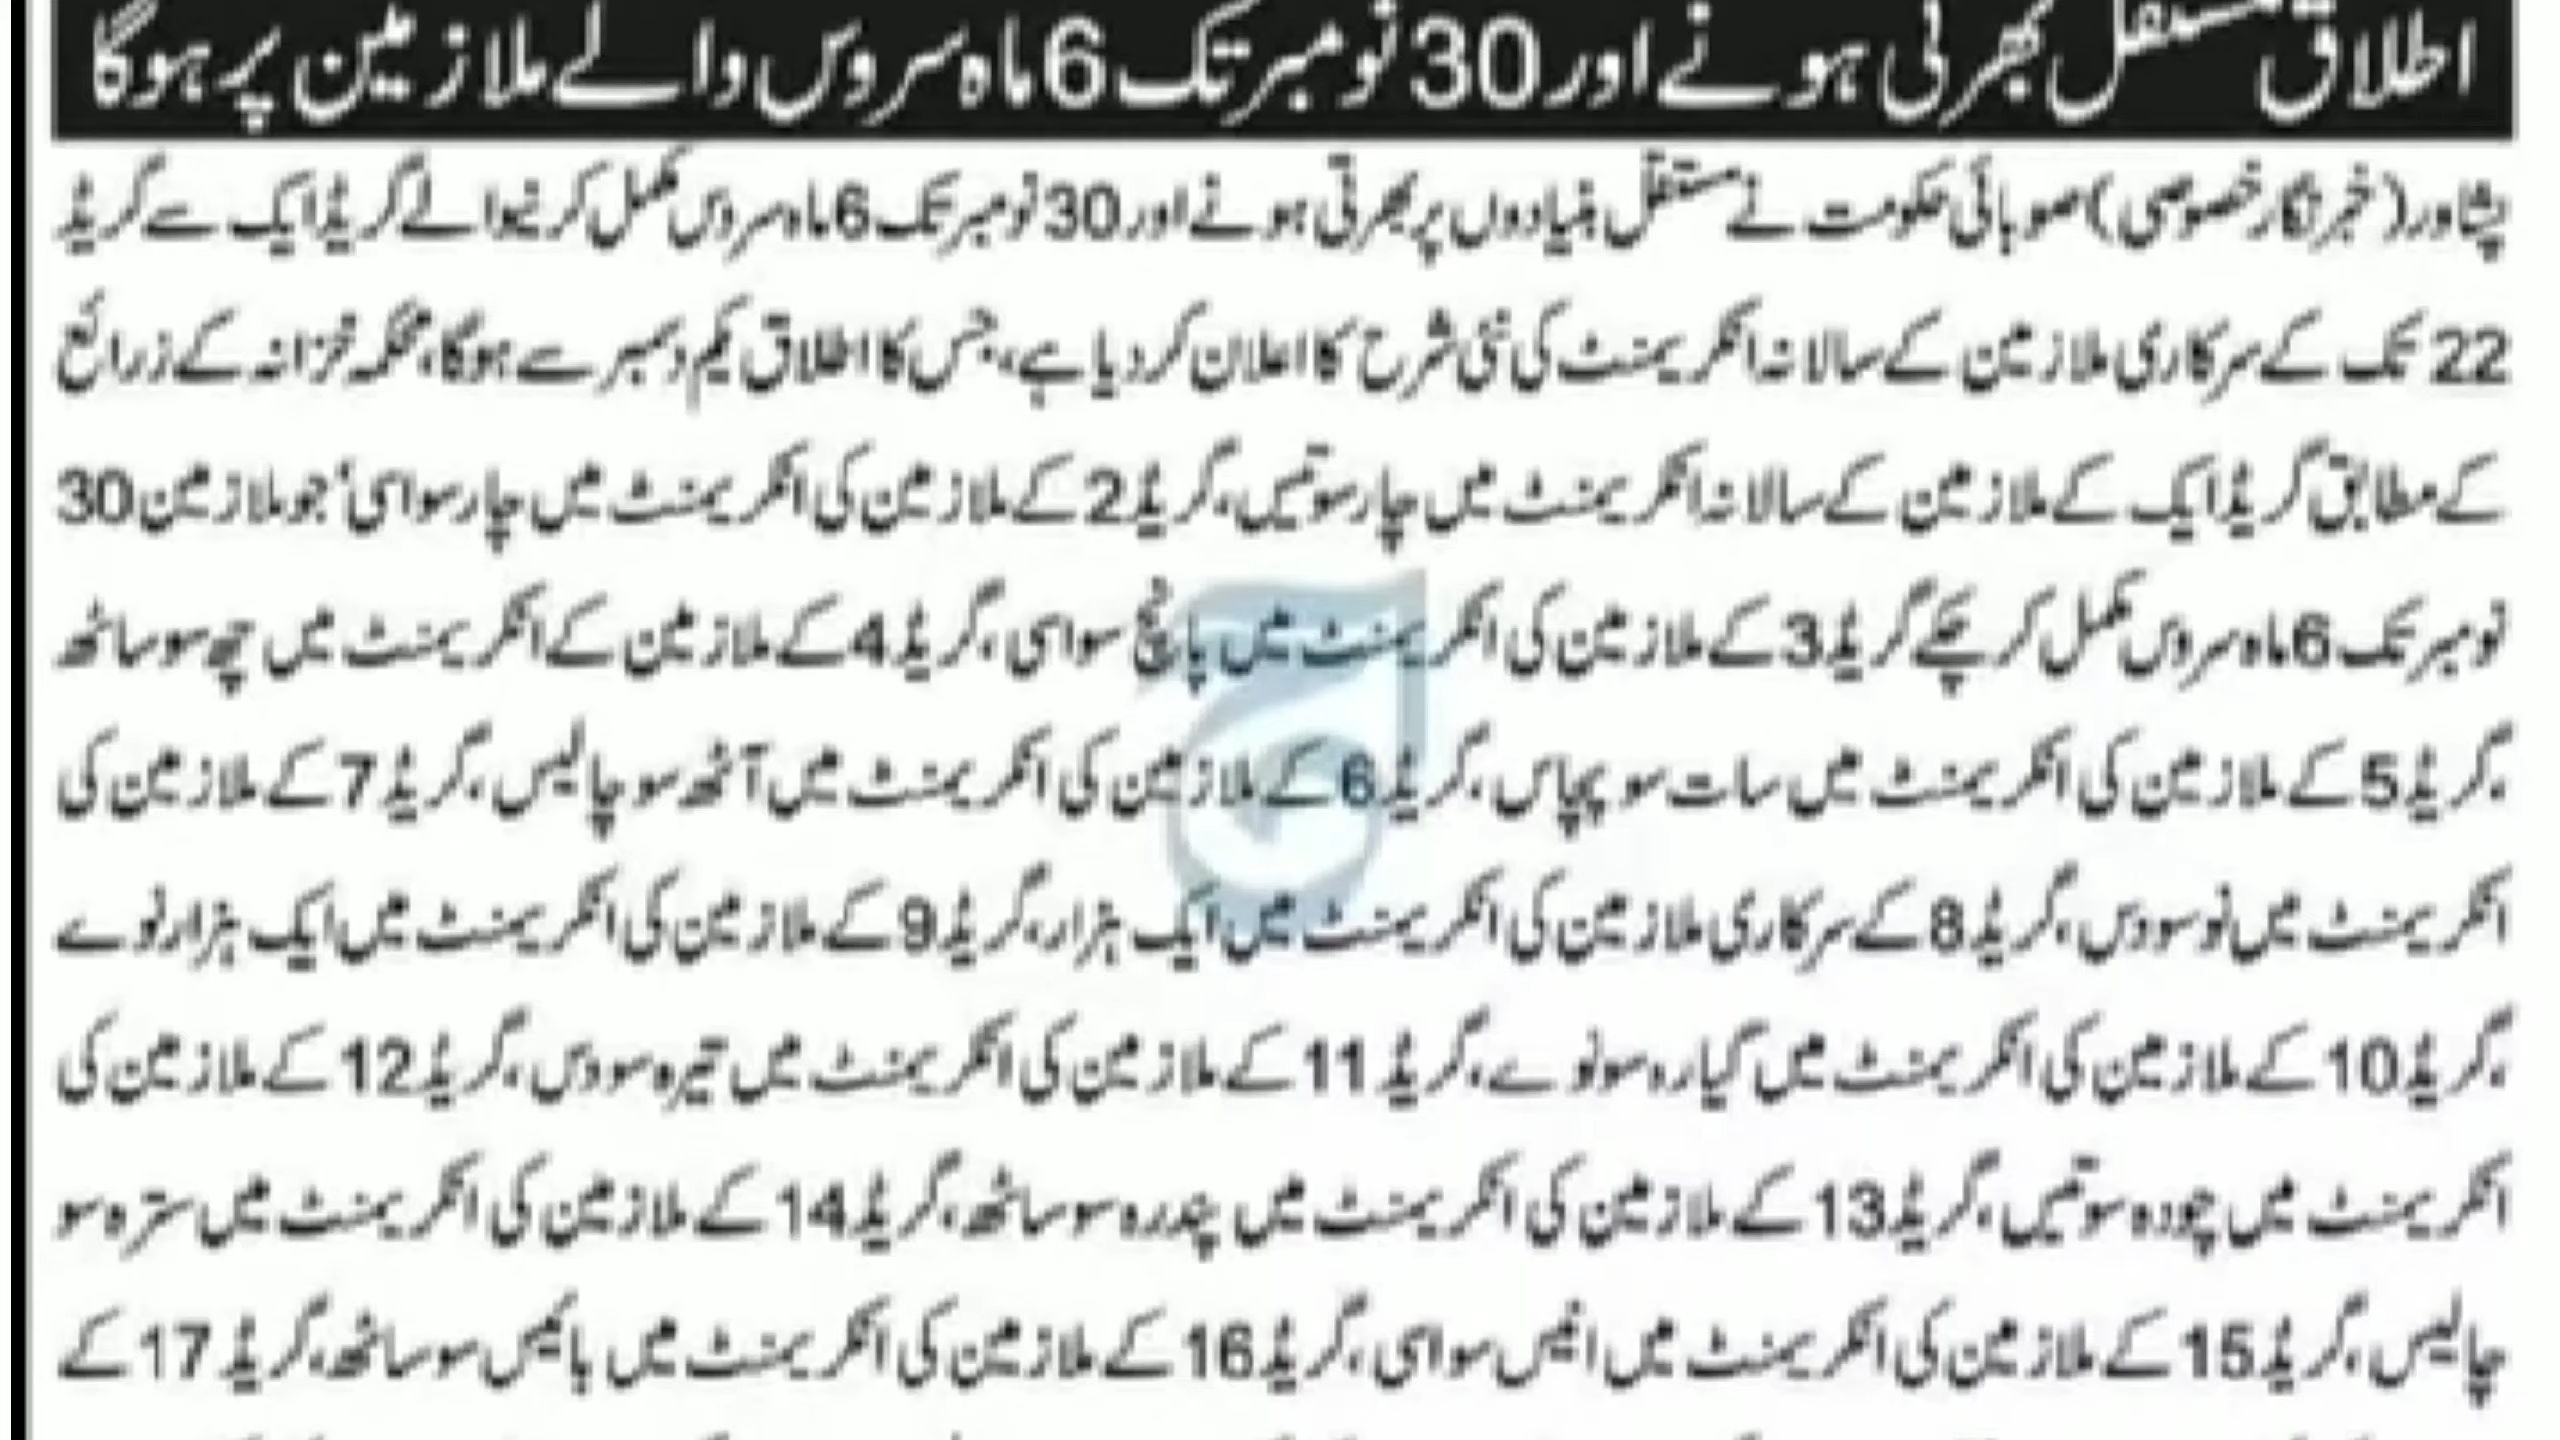 اطلاق مستقل بھرتی ہونے اور 30 نومبر تک 6 ماہ سروس والے ملازمین پر ہوگا
پشاور (خبر نگار خصوصی) صوبائی حکومت نے مستقل بنیادوں پر بھرتی ہونے اور 30 نومبر تک 6 ماہ سروس مکمل کرنیوالے گریڈ ایک سے گریڈ
22 تک کے سرکاری ملازمین کے سالانہ انکریمنٹ کی نئی شرح کا اعلان کر دیا ہے، جس کا اطلاق یکم دسمبر سے ہوگا، محکمہ خزانہ کے زرائع
کے مطابق گریڈ ایک کے ملازمین کے سالانہ انکریمنٹ میں چار سو تیس، گریڈ 2 کے ملازمین کی انکریمنٹ میں چار سو اسی، جو ملازمین 30
نومبر تک 6 ماہ سروس مکمل کر چکے گریڈ 3 کے ملازمین کی انکریمنٹ میں پانچ سو اسی، گریڈ 4 کے ملازمین کے انکریمنٹ میں چھ سو ساٹھ
،گریڈ 5 کے ملازمین کی انکریمنٹ میں سات سو پچاس، گریڈ 6 کے ملازمین کی انکریمنٹ میں آٹھ سو چالیس، گریڈ 7 کے ملازمین کی
انکریمنٹ میں نو سو دس، گریڈ 8 کے سرکاری ملازمین کی انکریمنٹ میں ایک ہزار، گریڈ 9 کے ملازمین کی انکریمنٹ میں ایک ہزار نوے
،گریڈ 10 کے ملازمین کی انکریمنٹ میں گیارہ سو نوے، گریڈ 11 کے ملازمین کی انکریمنٹ میں تیرہ سو دس، گریڈ 12 کے ملازمین کی
انکریمنٹ میں چودہ سو تیس، گریڈ 13 کے ملازمین کی انکریمنٹ میں پندرہ سو ساٹھ، گریڈ 14 کے ملازمین کی انکریمنٹ میں سترہ سو
چالیس، گریڈ 15 کے ملازمین کی انکریمنٹ میں انیس سو اسی، گریڈ 16 کے ملازمین کی انکریمنٹ میں بائیس سو ساٹھ، گریڈ 17 کے